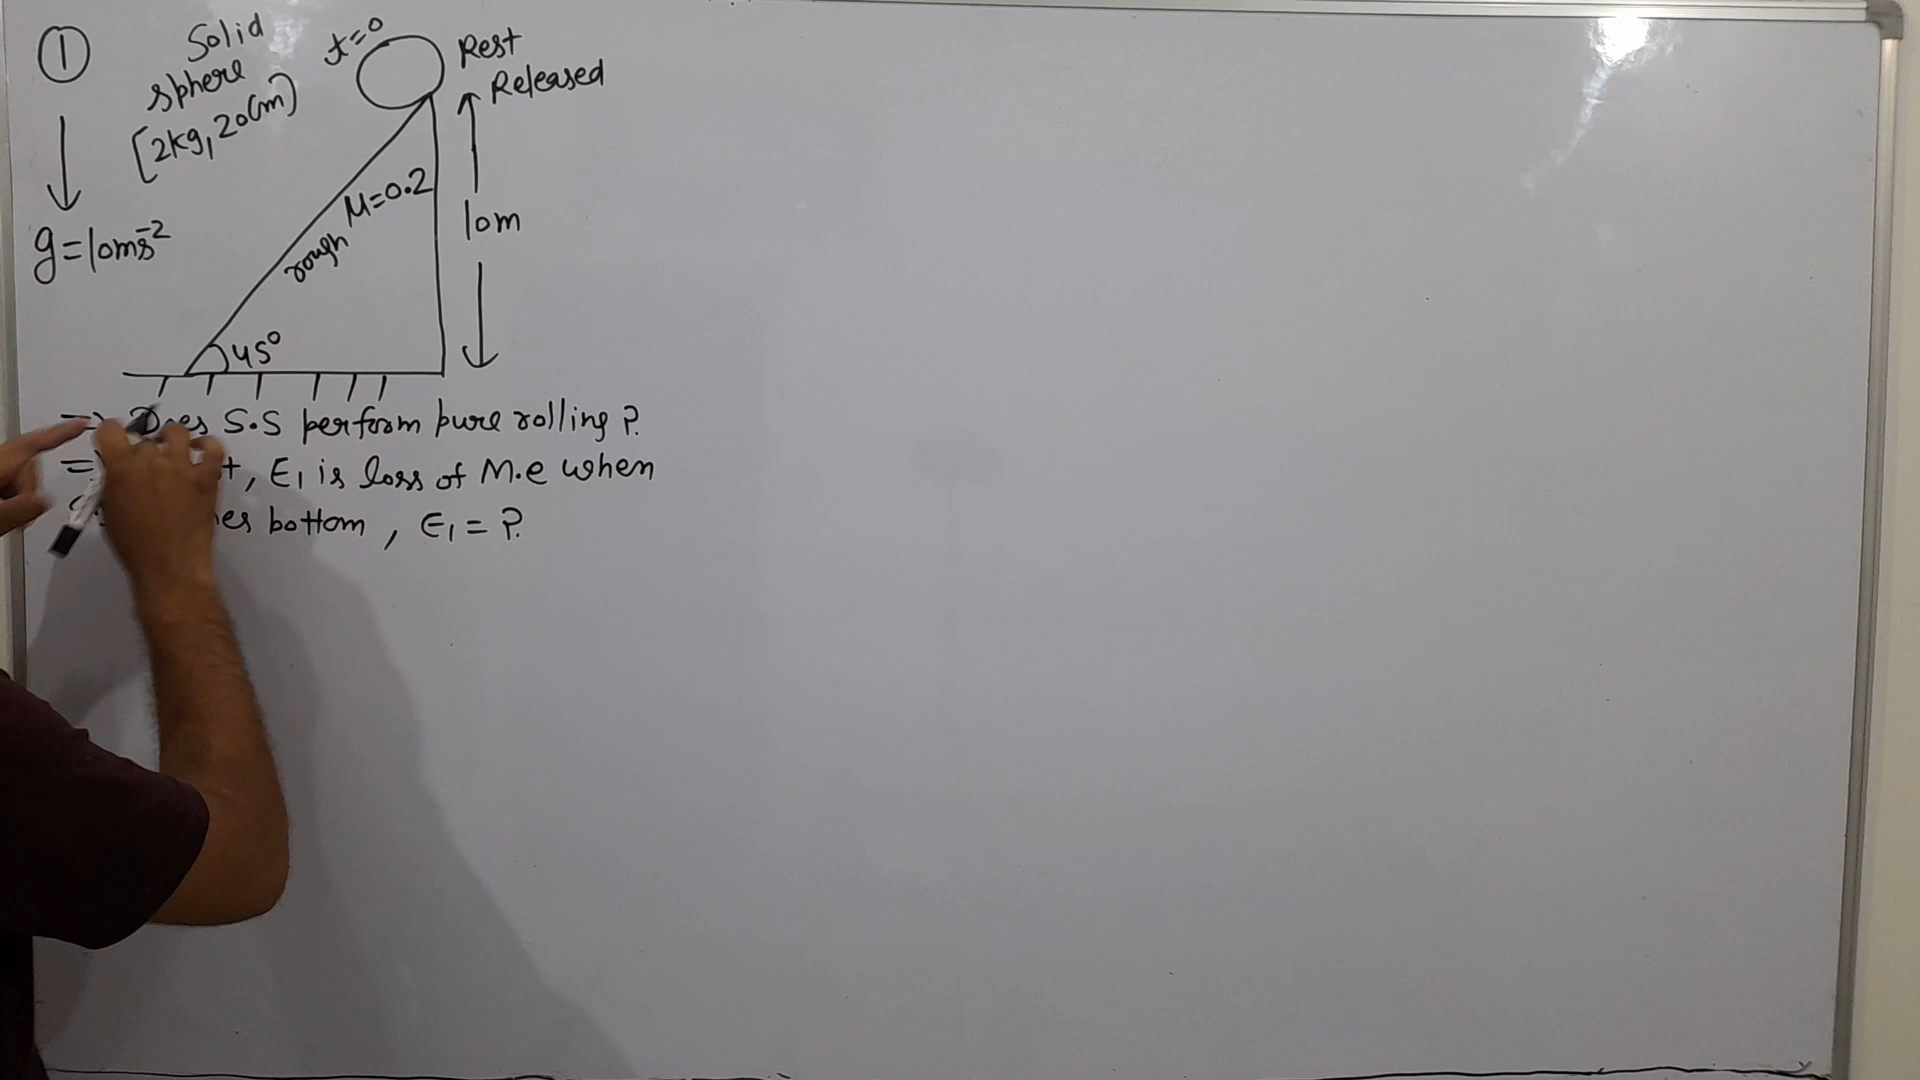 ①
Solid
sphere
[2kg, 20cm)
t=0
Rest
Released
g=10ms⁻²
rough μ=0.2
10m
45°
=> Does S.S perform pure rolling ?
=> , E₁ is loss of M.e when
bottom , E₁ = ?